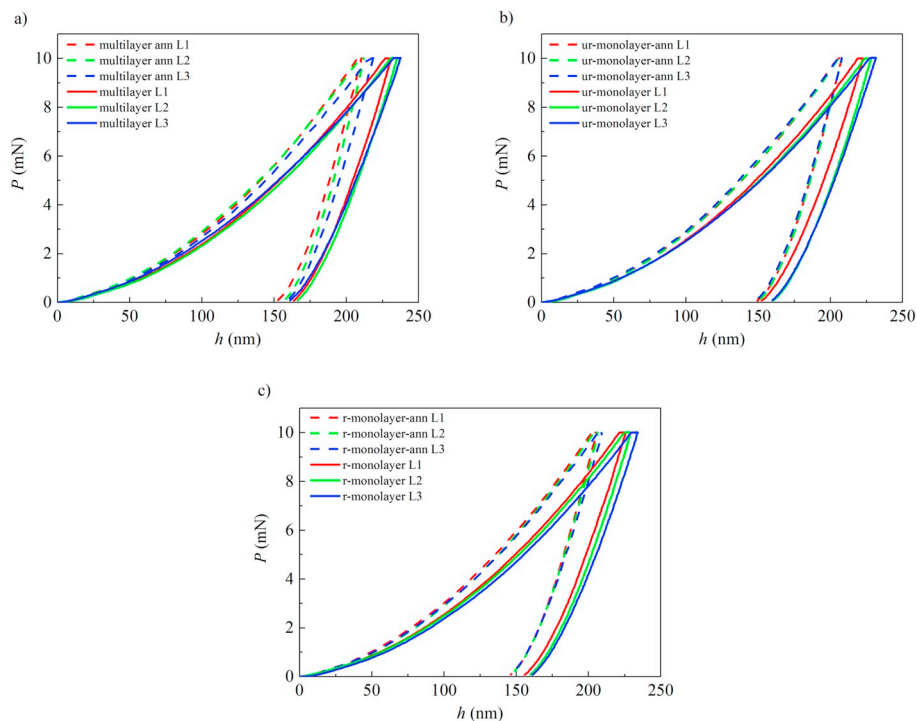 a)
multilayer ann L1
multilayer ann L2
multilayer ann L3
multilayer L1
multilayer L2
multilayer L3
10
8
6
4
2
0
P (mN)
0 50 100 150 200 250
h (nm)
b)
ur-monolayer-ann L1
ur-monolayer-ann L2
ur-monolayer-ann L3
ur-monolayer L1
ur-monolayer L2
ur-monolayer L3
10
8
6
4
2
0
P (mN)
0 50 100 150 200 250
h (nm)
c)
r-monolayer-ann L1
r-monolayer-ann L2
r-monolayer-ann L3
r-monolayer L1
r-monolayer L2
r-monolayer L3
10
8
6
4
2
0
P (mN)
0 50 100 150 200 250
h (nm)